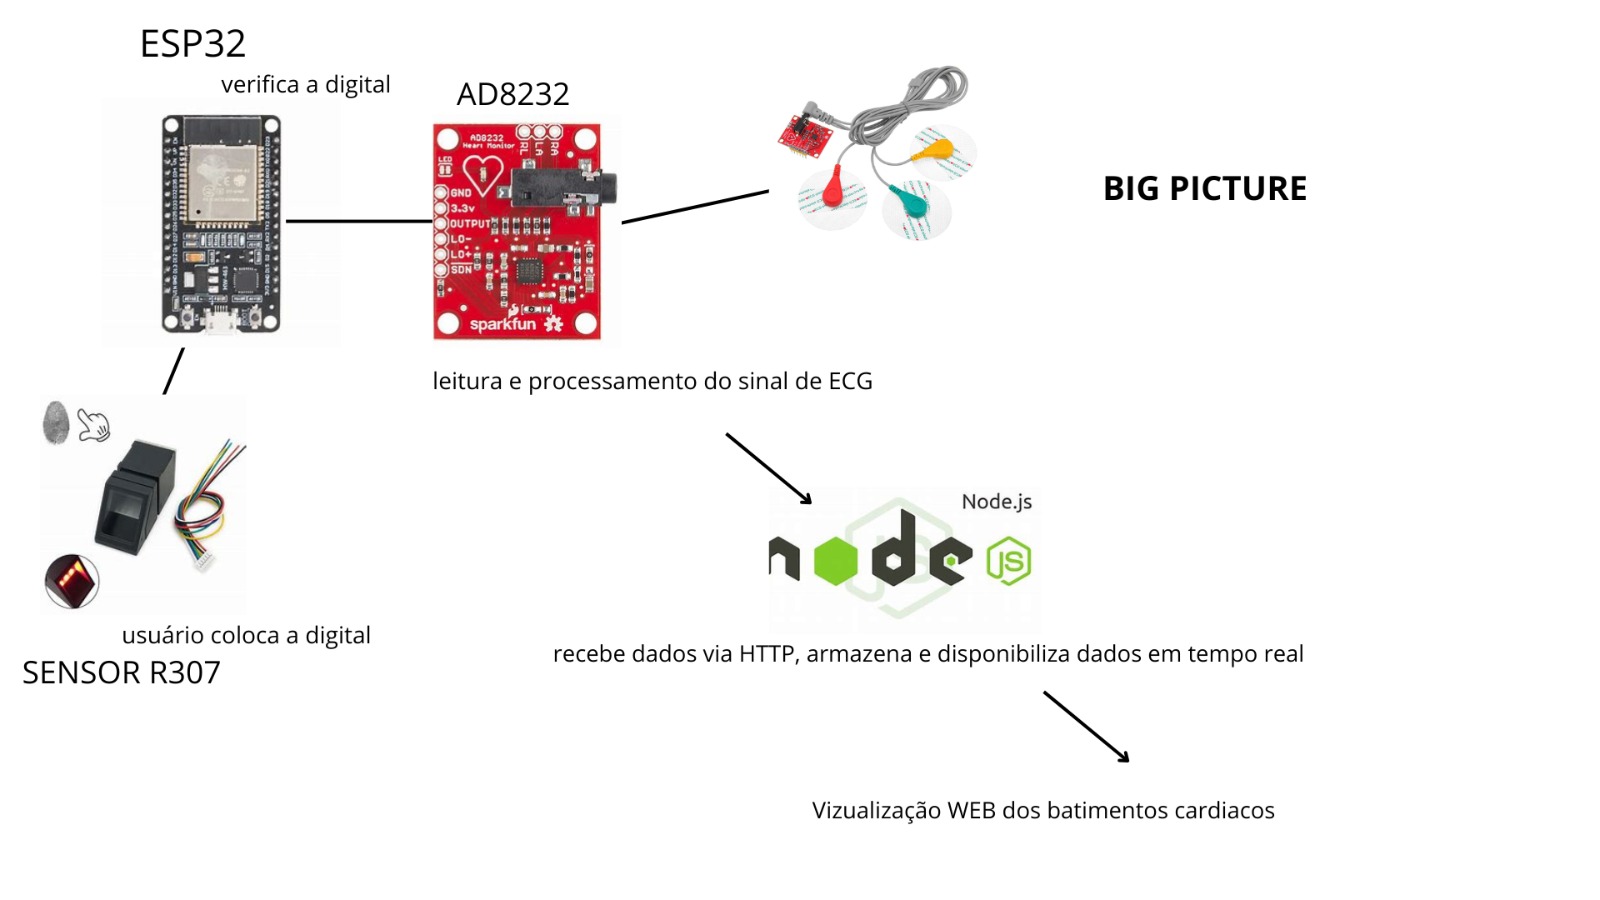 ESP32
verifica a digital
AD8232
AD8232
Heart Monitor
RL
LA
RA
LED
GND
3.3v
OUTPUT
LO-
LO+
SDN
sparkfun
BIG PICTURE
leitura e processamento do sinal de ECG
Node.js
node
JS
usuário coloca a digital
SENSOR R307
recebe dados via HTTP, armazena e disponibiliza dados em tempo real
Vizualização WEB dos batimentos cardiacos